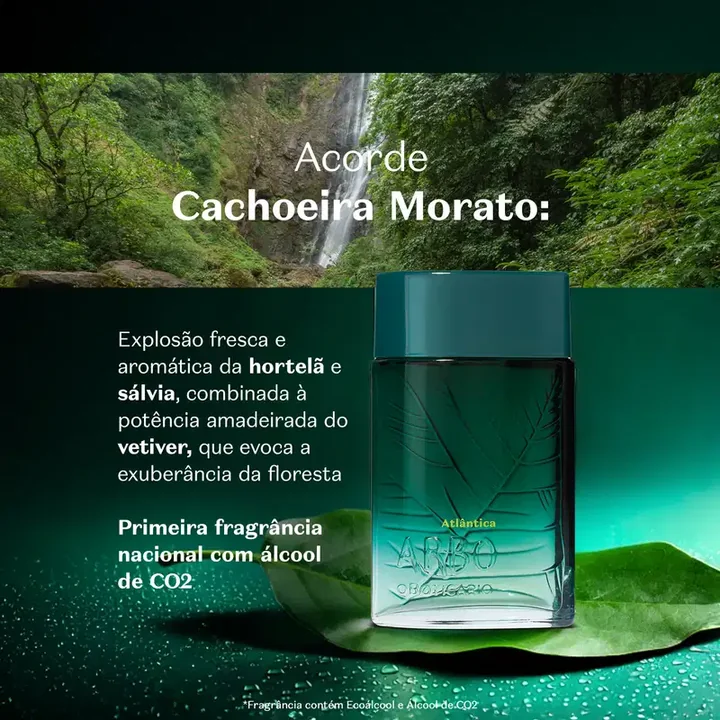 Acorde
Cachoeira Morato:
Explosão fresca e
aromática da hortelã e
sálvia, combinada à
potência amadeirada do
vetiver, que evoca a
exuberância da floresta
Primeira fragrância
nacional com álcool
de CO2
Atlântica
ARBO
OBOTICÁRIO
*Fragrância contém Ecoálcool e Álcool de CO2